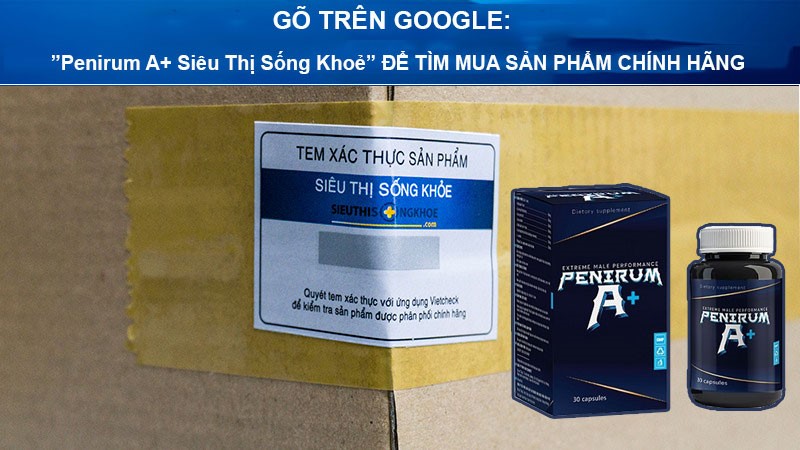 GÕ TRÊN GOOGLE:
”Penirum A+ Siêu Thị Sống Khoẻ” ĐỂ TÌM MUA SẢN PHẨM CHÍNH HÃNG
TEM XÁC THỰC SẢN PHẨM
SIÊU THỊ SỐNG KHỎE
SIEUTHISONGKHOE
.com
Quyét tem xác thực với ứng dụng Vietcheck
để kiểm tra sản phẩm được phân phối chính hãng
Dietary supplement
EXTREME MALE PERFORMANCE
PENIRUM
A+
30 capsules
Dietary supplement
EXTREME MALE PERFORMANCE
PENIRUM
A+
30 capsules